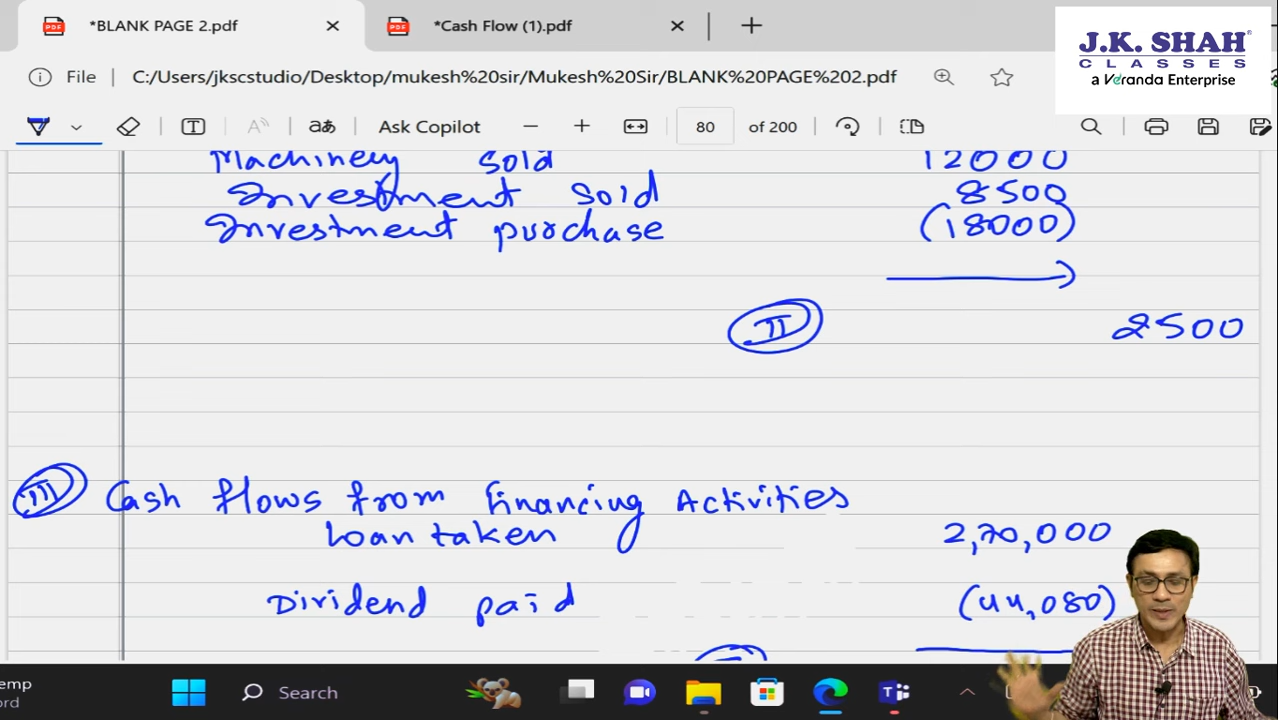 *BLANK PAGE 2.pdf
*Cash Flow (1).pdf
J.K. SHAH
CLASSES
a Veranda Enterprise
File
C:/Users/jkscstudio/Desktop/mukesh%20sir/Mukesh%20Sir/BLANK%20PAGE%202.pdf
Ask Copilot
80
of 200
Machinery sold 12000
Investment sold 8500
Investment purchase (18000)
II 2500
III Cash flows from financing Activities
loan taken 2,70,000
Dividend paid (44,080)
emp
ord
Search